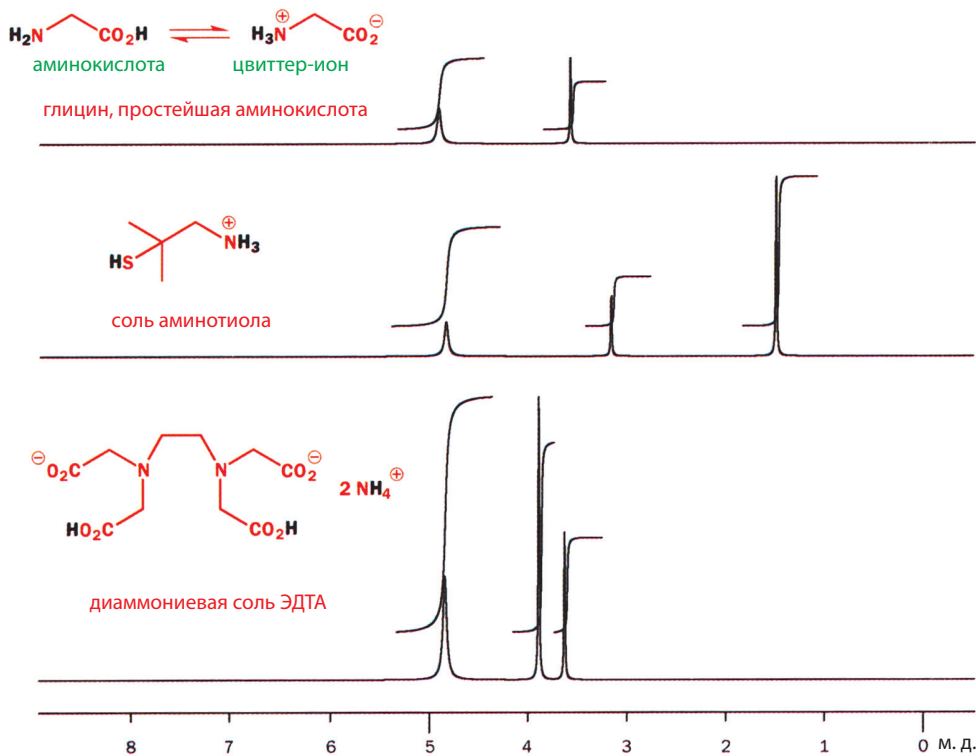 H₂N CO₂H ⇌ H₃N⊕ CO₂⊖
аминокислота цвиттер-ион
глицин, простейшая аминокислота
HS ⊕NH₃
соль аминотиола
⊖O₂C N N CO₂⊖
2 NH₄⊕
HO₂C CO₂H
диаммониевая соль ЭДТА
8 7 6 5 4 3 2 1 0 м. д.